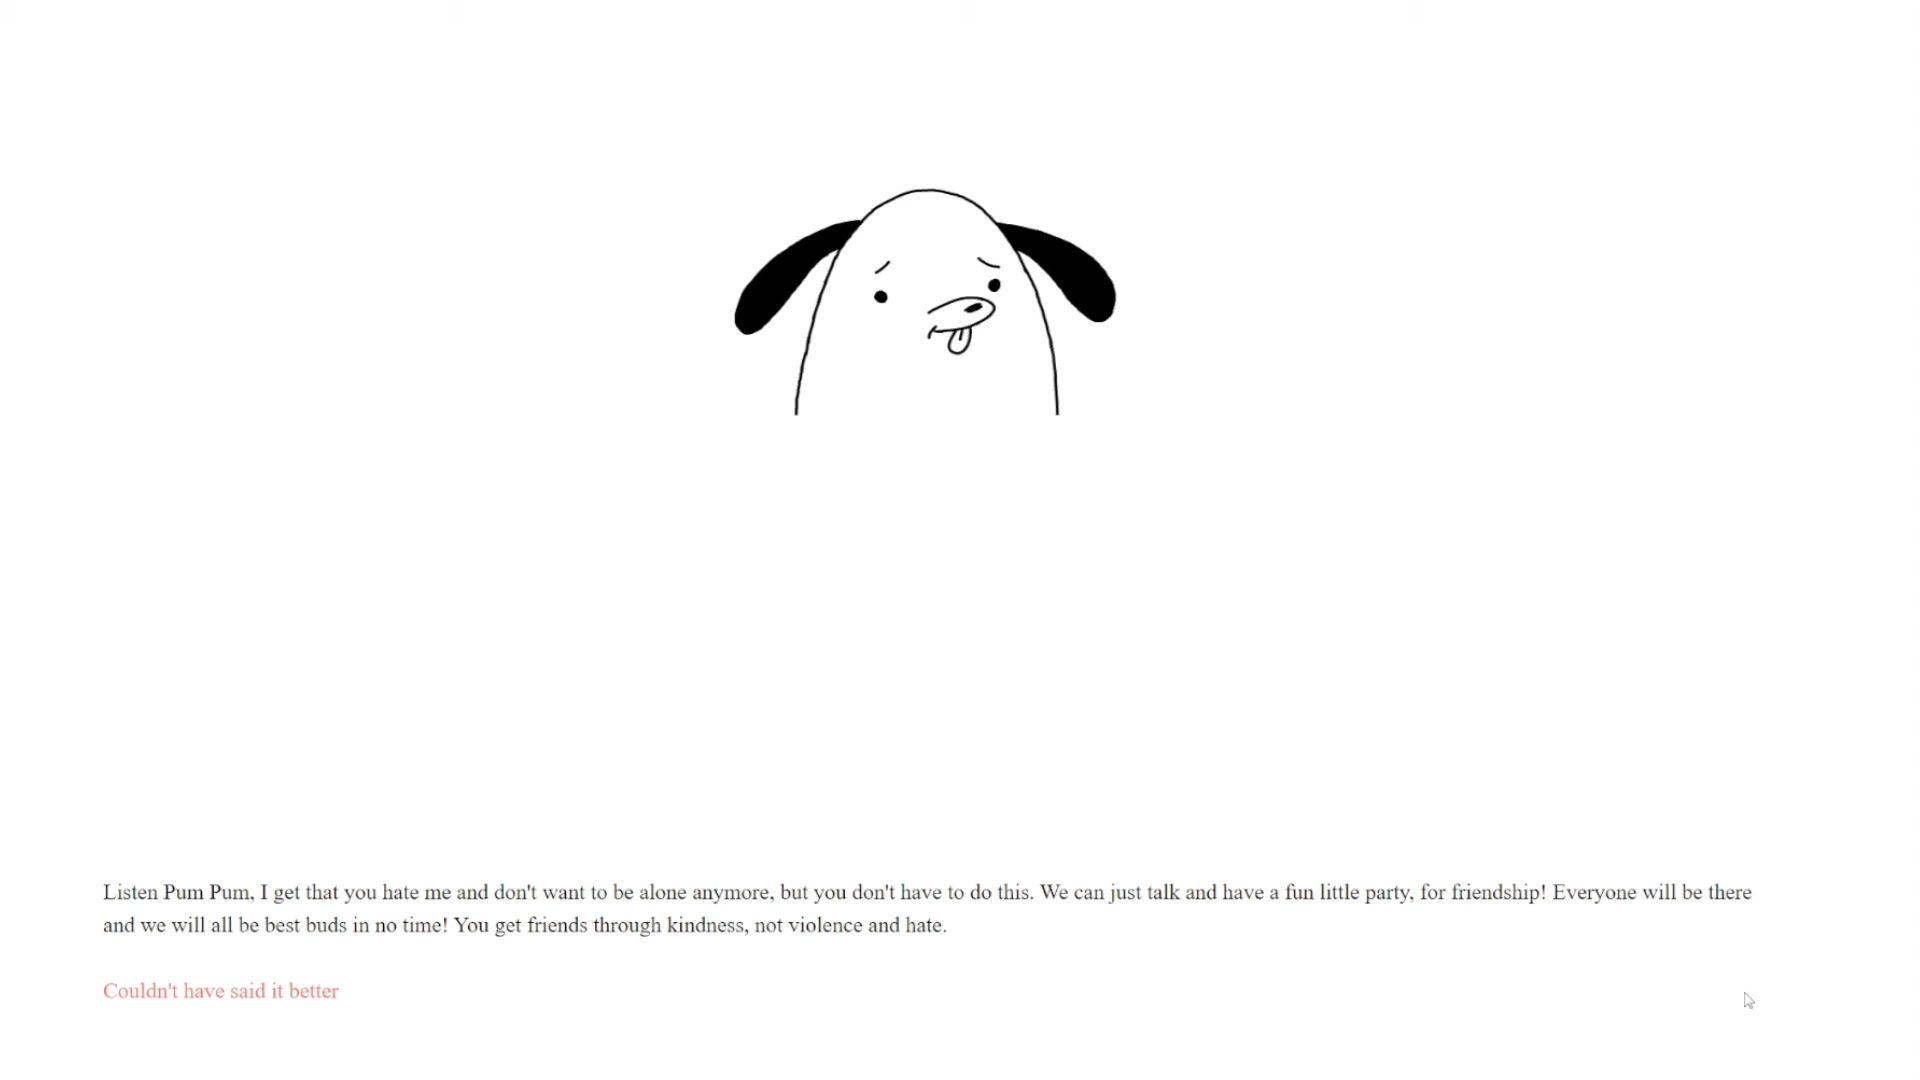 Listen Pum Pum, I get that you hate me and don't want to be alone anymore, but you don't have to do this. We can just talk and have a fun little party, for friendship! Everyone will be there
and we will all be best buds in no time! You get friends through kindness, not violence and hate.
Couldn't have said it better